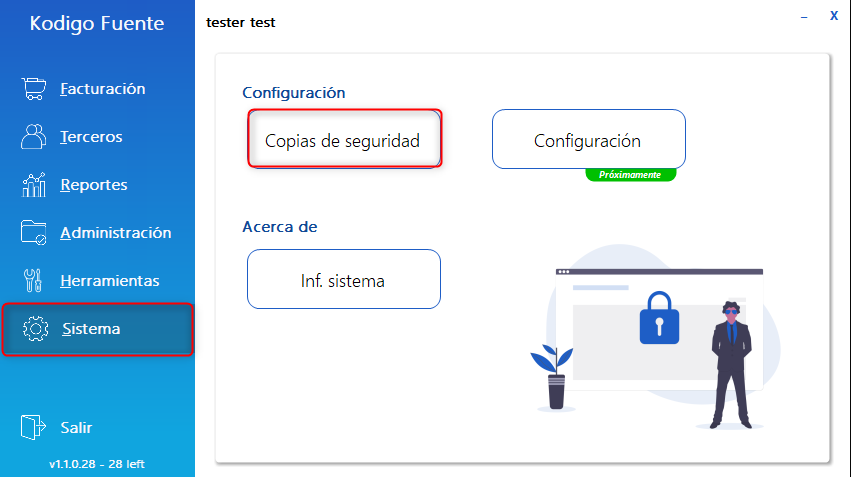 Kodigo Fuente
tester test
– X
Facturación
Terceros
Reportes
Administración
Herramientas
Sistema
Salir
v1.1.0.28 - 28 left
Configuración
Copias de seguridad
Configuración
Próximamente
Acerca de
Inf. sistema